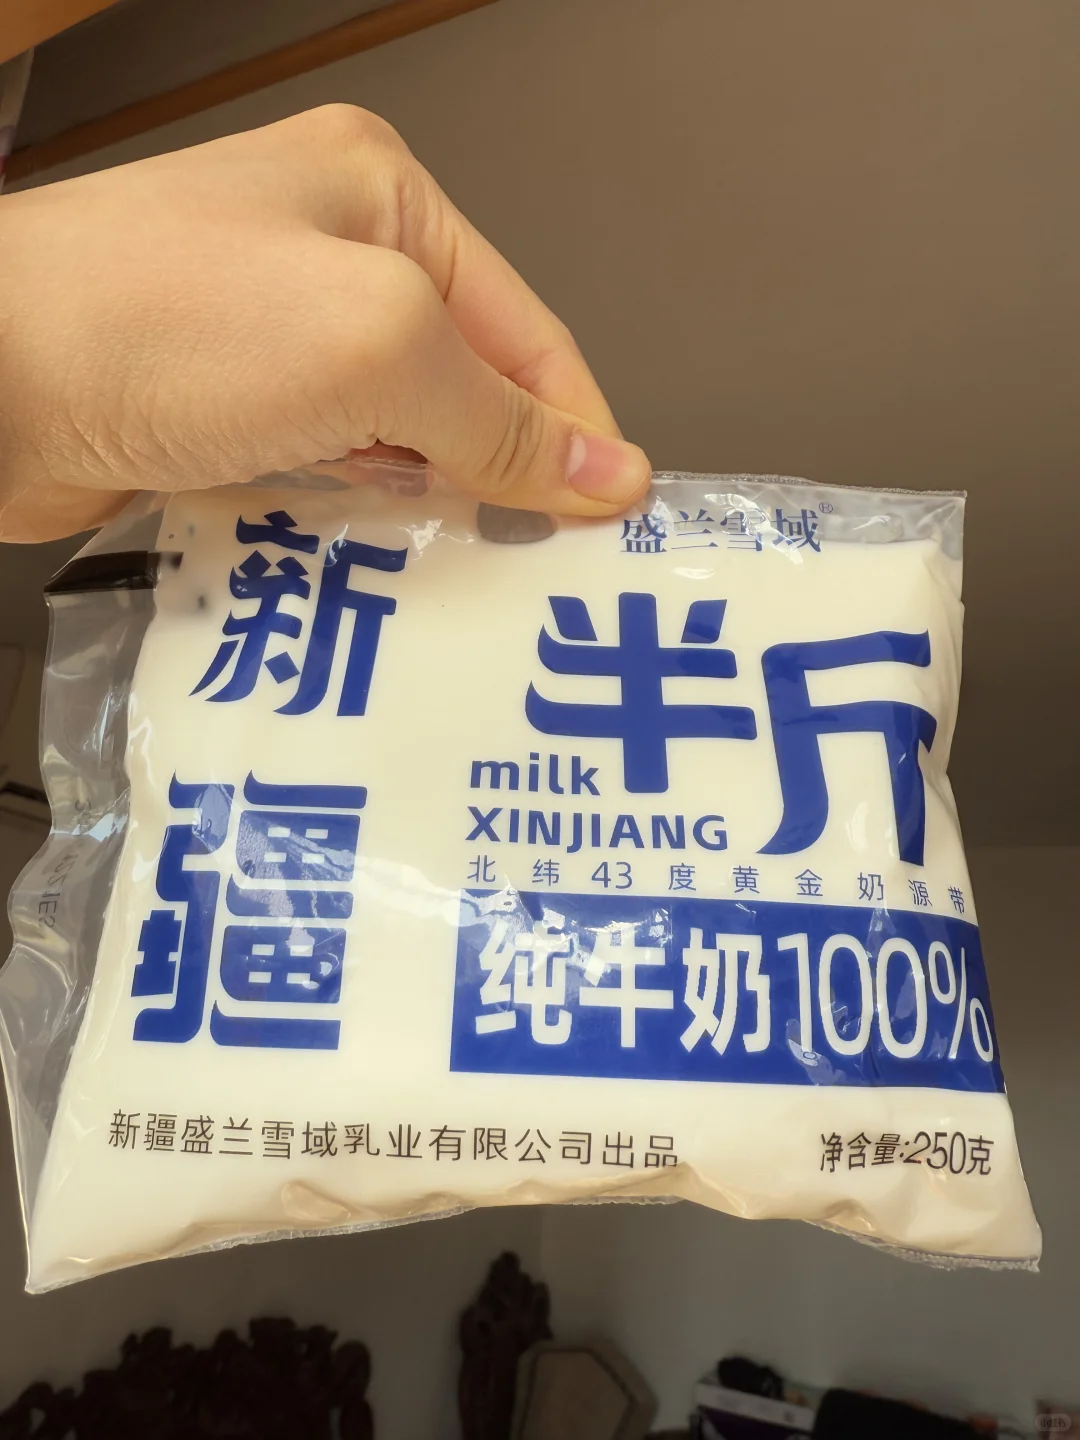 盛兰雪域®
新疆
半斤
milk
XINJIANG
北纬43度黄金奶源带
纯牛奶100%
新疆盛兰雪域乳业有限公司出品
净含量:250克